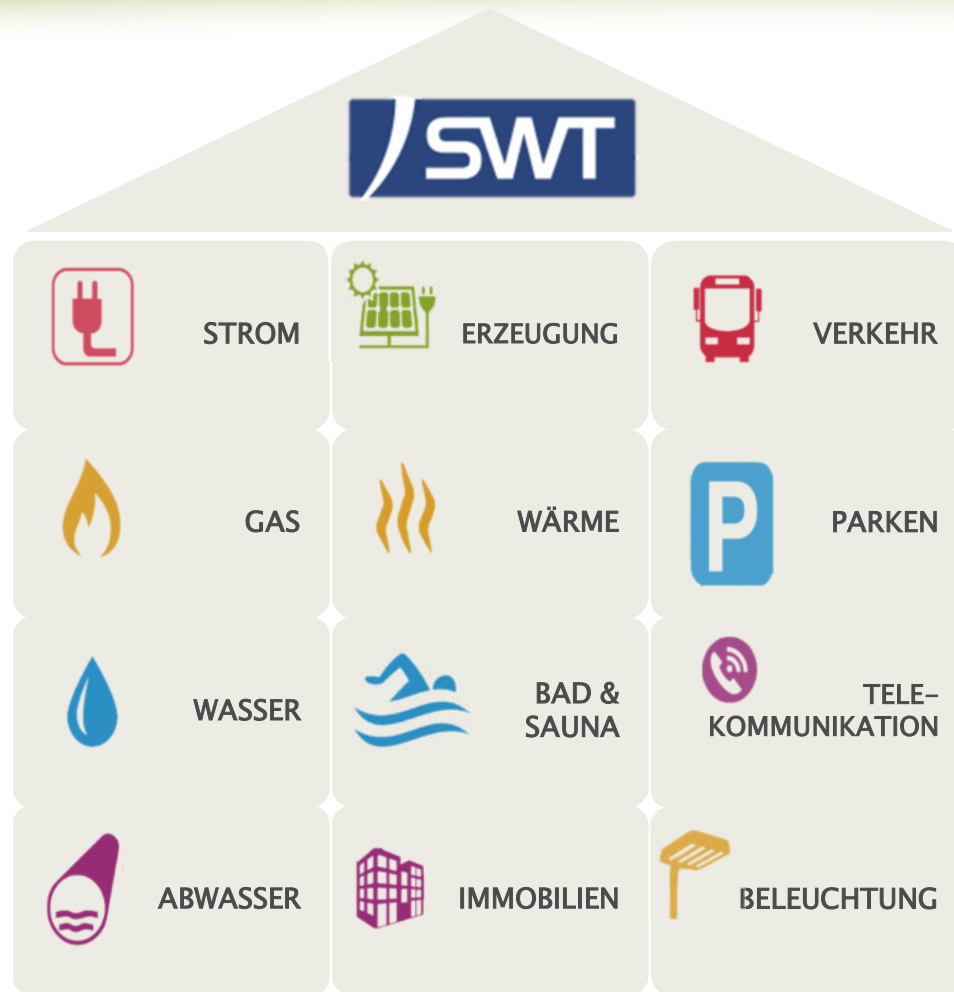 SWT
STROM
ERZEUGUNG
VERKEHR
GAS
WÄRME
P
PARKEN
WASSER
BAD &
SAUNA
TELE-
KOMMUNIKATION
ABWASSER
IMMOBILIEN
BELEUCHTUNG